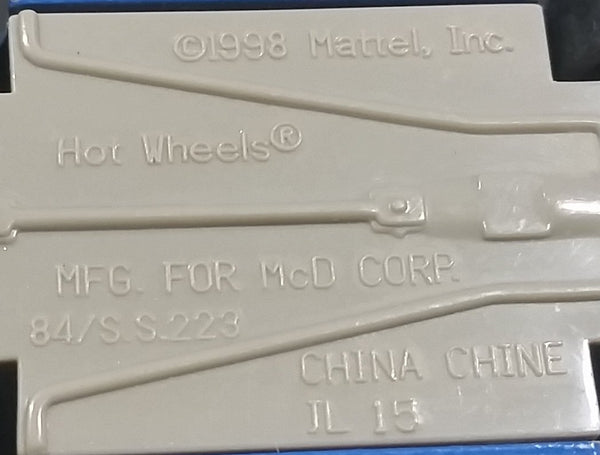 ©1998 Mattel, Inc.
Hot Wheels®
MFG. FOR McD CORP.
84/S.S.223
CHINA CHINE
JL 15